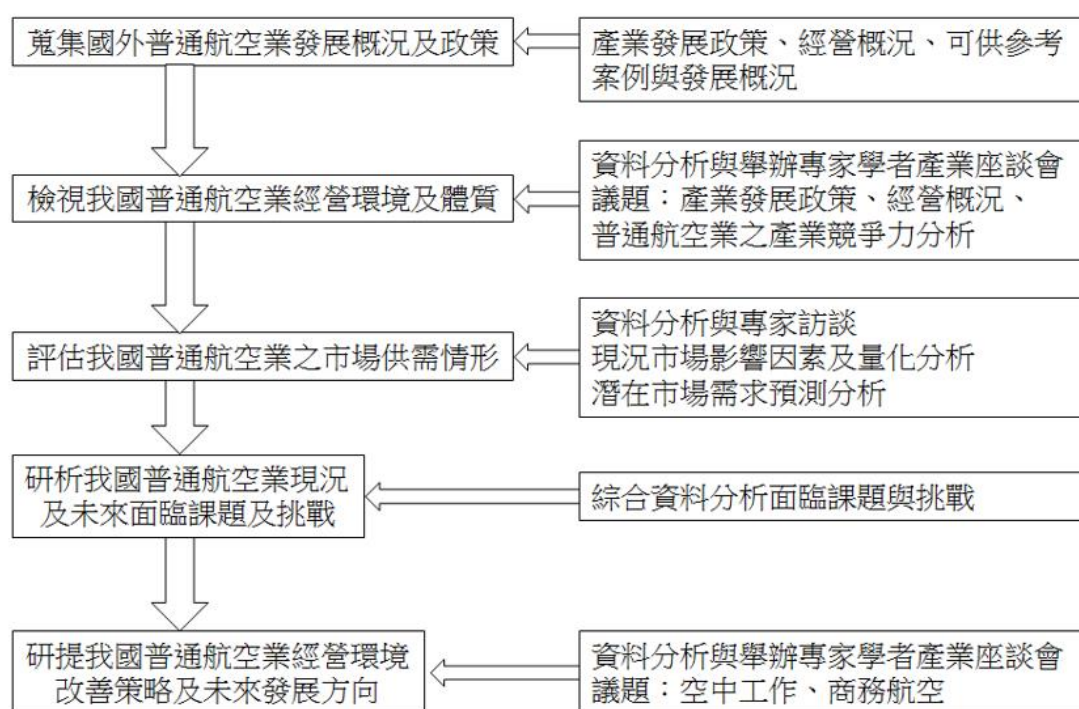 蒐集國外普通航空業發展概況及政策
產業發展政策、經營概況、可供參考
案例與發展概況
檢視我國普通航空業經營環境及體質
資料分析與舉辦專家學者產業座談會
議題：產業發展政策、經營概況、
普通航空業之產業競爭力分析
評估我國普通航空業之市場供需情形
資料分析與專家訪談
現況市場影響因素及量化分析
潛在市場需求預測分析
研析我國普通航空業現況
及未來面臨課題及挑戰
綜合資料分析面臨課題與挑戰
研提我國普通航空業經營環境
改善策略及未來發展方向
資料分析與舉辦專家學者產業座談會
議題：空中工作、商務航空